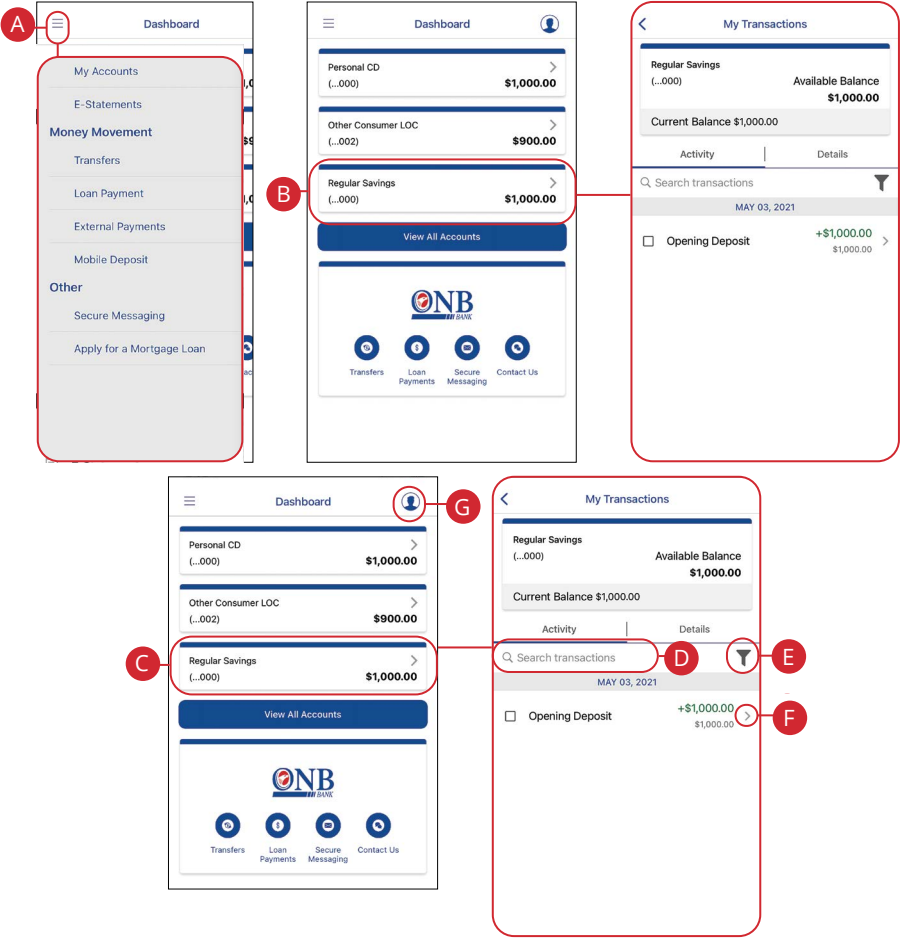 A
Dashboard
My Accounts
E-Statements
Money Movement
Transfers
Loan Payment
External Payments
Mobile Deposit
Other
Secure Messaging
Apply for a Mortgage Loan
Dashboard
Personal CD
(...000) $1,000.00
Other Consumer LOC
(...002) $900.00
B
Regular Savings
(...000) $1,000.00
View All Accounts
ONB
BANK
Transfers
Loan Payments
Secure Messaging
Contact Us
My Transactions
Regular Savings
(...000) Available Balance
$1,000.00
Current Balance $1,000.00
Activity Details
Search transactions
MAY 03, 2021
Opening Deposit +$1,000.00
$1,000.00
Dashboard
G
Personal CD
(...000) $1,000.00
Other Consumer LOC
(...002) $900.00
C
Regular Savings
(...000) $1,000.00
View All Accounts
ONB
BANK
Transfers
Loan Payments
Secure Messaging
Contact Us
My Transactions
Regular Savings
(...000) Available Balance
$1,000.00
Current Balance $1,000.00
Activity Details
Search transactions
D
E
MAY 03, 2021
Opening Deposit +$1,000.00
$1,000.00
F